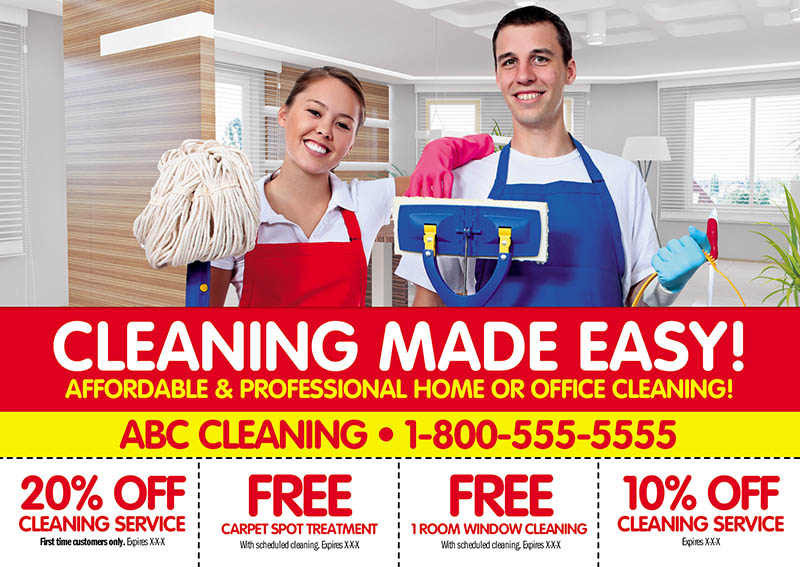 CLEANING MADE EASY!
AFFORDABLE & PROFESSIONAL HOME OR OFFICE CLEANING!
ABC CLEANING • 1-800-555-5555
20% OFF
CLEANING SERVICE
First time customers only. Expires X-X-X
FREE
CARPET SPOT TREATMENT
With scheduled cleaning. Expires X-X-X
FREE
1 ROOM WINDOW CLEANING
With scheduled cleaning. Expires X-X-X
10% OFF
CLEANING SERVICE
Expires X-X-X